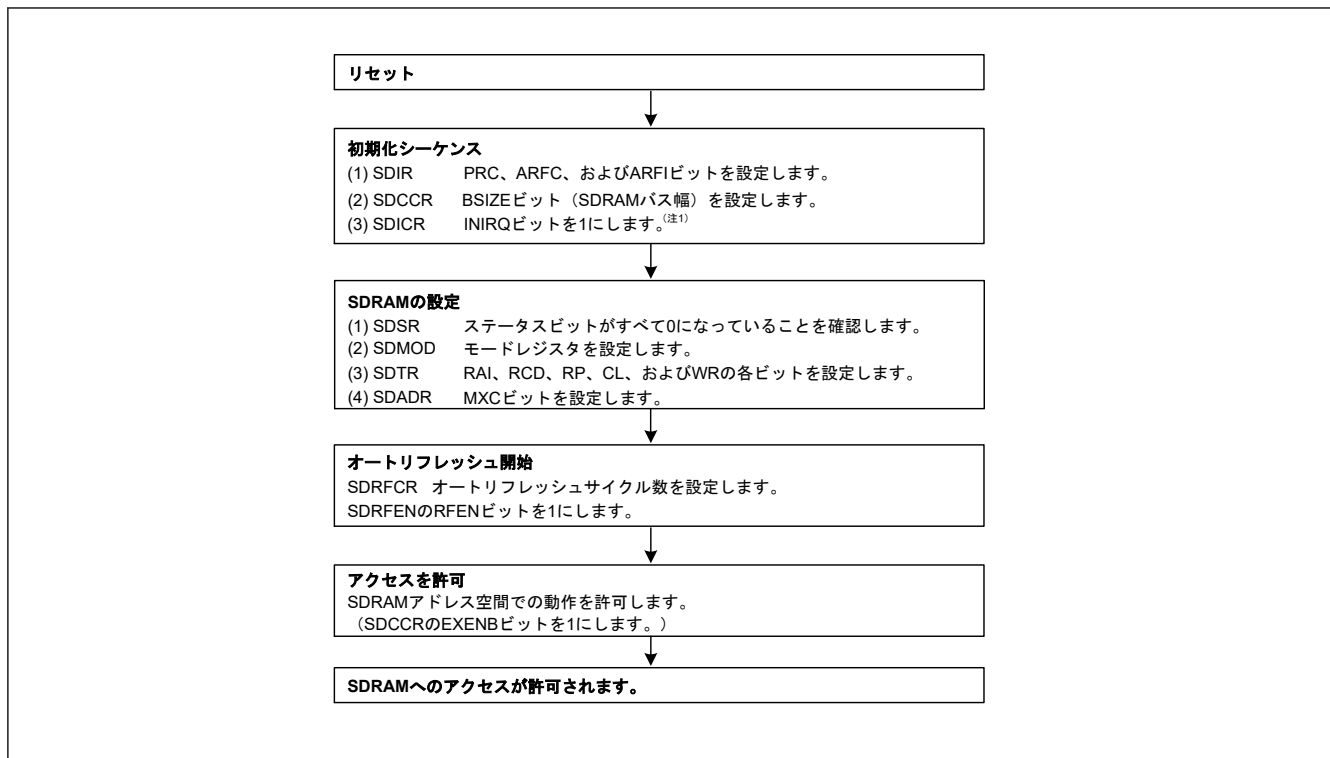 リセット
初期化シーケンス
(1) SDIR PRC、ARFC、およびARFIビットを設定します。
(2) SDCCR BSIZEビット（SDRAMバス幅）を設定します。
(3) SDICR INIRQビットを1にします。（注1）
SDRAMの設定
(1) SDSR ステータスビットがすべて0になっていることを確認します。
(2) SDMOD モードレジスタを設定します。
(3) SDTR RAI、RCD、RP、CL、およびWRの各ビットを設定します。
(4) SDADR MXCビットを設定します。
オートリフレッシュ開始
SDRFCR オートリフレッシュサイクル数を設定します。
SDRFENのRFENビットを1にします。
アクセスを許可
SDRAMアドレス空間での動作を許可します。
（SDCCRのEXENBビットを1にします。）
SDRAMへのアクセスが許可されます。